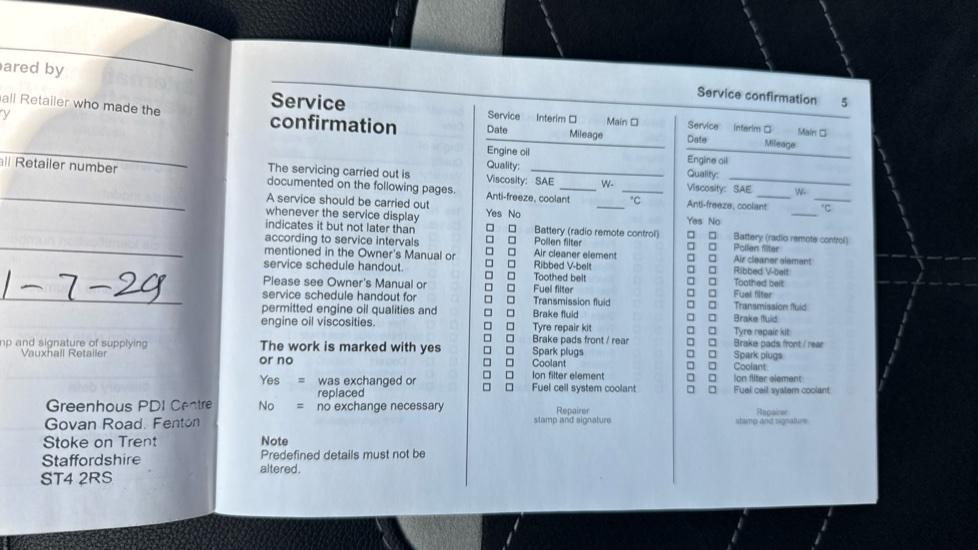 ared by
all Retailer who made the
ry
all Retailer number
1-7-29
mp and signature of supplying
Vauxhall Retailer
Greenhous PDI Centre
Govan Road. Fenton
Stoke on Trent
Staffordshire
ST4 2RS
Service confirmation 5
Service
confirmation
The servicing carried out is
documented on the following pages.
A service should be carried out
whenever the service display
indicates it but not later than
according to service intervals
mentioned in the Owner's Manual or
service schedule handout.
Please see Owner's Manual or
service schedule handout for
permitted engine oil qualities and
engine oil viscosities.
The work is marked with yes
or no
Yes = was exchanged or
replaced
No = no exchange necessary
Note
Predefined details must not be
altered.
Service Interim ☐ Main ☐
Date Mileage
Engine oil
Quality:
Viscosity: SAE ____ W- ____
Anti-freeze, coolant ____ °C
Yes No
☐ ☐ Battery (radio remote control)
☐ ☐ Pollen filter
☐ ☐ Air cleaner element
☐ ☐ Ribbed V-belt
☐ ☐ Toothed belt
☐ ☐ Fuel filter
☐ ☐ Transmission fluid
☐ ☐ Brake fluid
☐ ☐ Tyre repair kit
☐ ☐ Brake pads front / rear
☐ ☐ Spark plugs
☐ ☐ Coolant
☐ ☐ Ion filter element
☐ ☐ Fuel cell system coolant
Repairer
stamp and signature
Service Interim ☐ Main ☐
Date Mileage
Engine oil
Quality:
Viscosity: SAE ____ W- ____
Anti-freeze, coolant ____ °C
Yes No
☐ ☐ Battery (radio remote control)
☐ ☐ Pollen filter
☐ ☐ Air cleaner element
☐ ☐ Ribbed V-belt
☐ ☐ Toothed belt
☐ ☐ Fuel filter
☐ ☐ Transmission fluid
☐ ☐ Brake fluid
☐ ☐ Tyre repair kit
☐ ☐ Brake pads front / rear
☐ ☐ Spark plugs
☐ ☐ Coolant
☐ ☐ Ion filter element
☐ ☐ Fuel cell system coolant
Repairer
stamp and signature